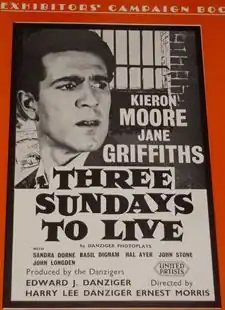 EXHIBITORS' CAMPAIGN BOO
KIERON
MOORE
JANE
GRIFFITHS
THREE
SUNDAYS
TO LIVE
by DANZIGER PHOTOPLAYS
WITH
SANDRA DORNE BASIL DIGNAM HAL AYER JOHN STONE
JOHN LONGDEN
UNITED
ARTISTS
Produced by the Danzigers
EDWARD J. DANZIGER
HARRY LEE DANZIGER
Directed by
ERNEST MORRIS